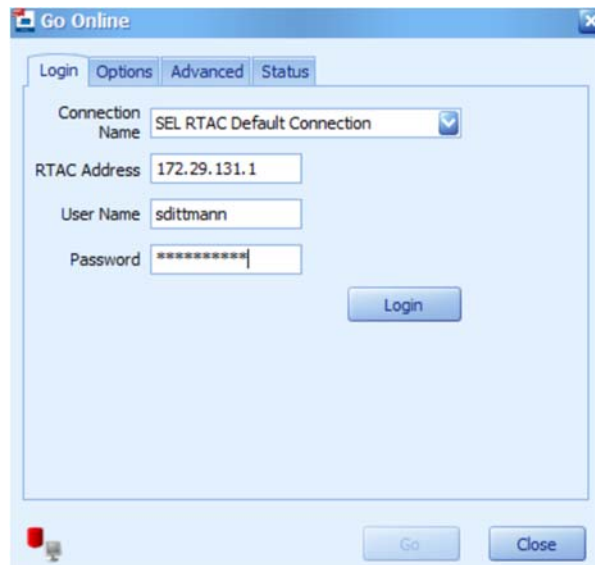 Go Online
Login Options Advanced Status
Connection Name SEL RTAC Default Connection
RTAC Address 172.29.131.1
User Name sdittmann
Password **********
Login
Go Close